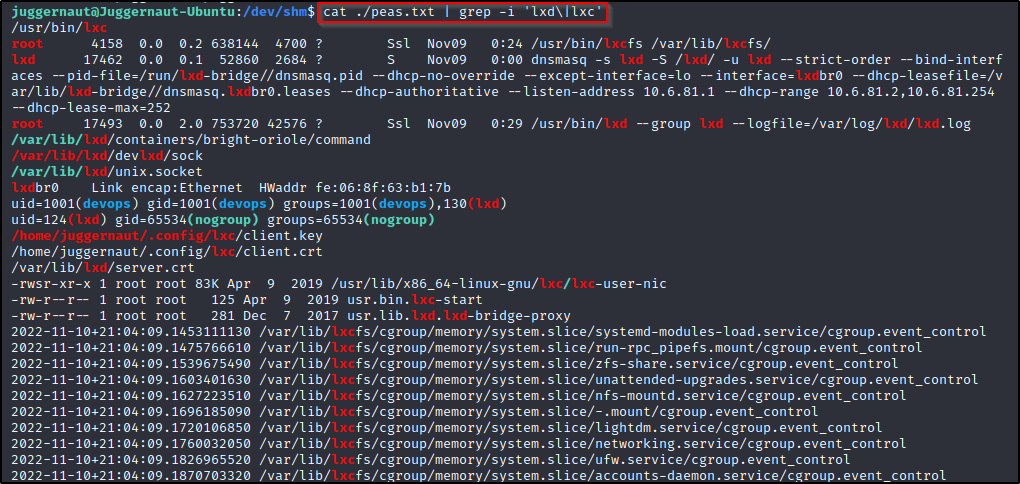 juggernaut@Juggernaut-Ubuntu:/dev/shm$ cat ./peas.txt | grep -i 'lxd\|lxc'
/usr/bin/lxc
root      4158  0.0  0.2 638144  4700 ?        Ssl  Nov09   0:24 /usr/bin/lxcfs /var/lib/lxcfs/
lxd      17462  0.0  0.1  52860  2684 ?        S    Nov09   0:00 dnsmasq -s lxd -S /lxd/ -u lxd --strict-order --bind-interf
aces --pid-file=/run/lxd-bridge//dnsmasq.pid --dhcp-no-override --except-interface=lo --interface=lxdbr0 --dhcp-leasefile=/v
ar/lib/lxd-bridge//dnsmasq.lxdbr0.leases --dhcp-authoritative --listen-address 10.6.81.1 --dhcp-range 10.6.81.2,10.6.81.254
--dhcp-lease-max=252
root     17493  0.0  2.0 753720 42576 ?        Ssl  Nov09   0:29 /usr/bin/lxd --group lxd --logfile=/var/log/lxd/lxd.log
/var/lib/lxd/containers/bright-oriole/command
/var/lib/lxd/devlxd/sock
/var/lib/lxd/unix.socket
lxdbr0    Link encap:Ethernet  HWaddr fe:06:8f:63:b1:7b
uid=1001(devops) gid=1001(devops) groups=1001(devops),130(lxd)
uid=124(lxd) gid=65534(nogroup) groups=65534(nogroup)
/home/juggernaut/.config/lxc/client.key
/home/juggernaut/.config/lxc/client.crt
/var/lib/lxd/server.crt
-rwsr-xr-x 1 root root 83K Apr  9  2019 /usr/lib/x86_64-linux-gnu/lxc/lxc-user-nic
-rw-r--r-- 1 root root   125 Apr  9  2019 usr.bin.lxc-start
-rw-r--r-- 1 root root   281 Dec  7  2017 usr.lib.lxd.lxd-bridge-proxy
2022-11-10+21:04:09.1453111130 /var/lib/lxcfs/cgroup/memory/system.slice/systemd-modules-load.service/cgroup.event_control
2022-11-10+21:04:09.1475766610 /var/lib/lxcfs/cgroup/memory/system.slice/run-rpc_pipefs.mount/cgroup.event_control
2022-11-10+21:04:09.1539675490 /var/lib/lxcfs/cgroup/memory/system.slice/zfs-share.service/cgroup.event_control
2022-11-10+21:04:09.1603401630 /var/lib/lxcfs/cgroup/memory/system.slice/unattended-upgrades.service/cgroup.event_control
2022-11-10+21:04:09.1627223510 /var/lib/lxcfs/cgroup/memory/system.slice/nfs-mountd.service/cgroup.event_control
2022-11-10+21:04:09.1696185090 /var/lib/lxcfs/cgroup/memory/system.slice/-.mount/cgroup.event_control
2022-11-10+21:04:09.1720106850 /var/lib/lxcfs/cgroup/memory/system.slice/lightdm.service/cgroup.event_control
2022-11-10+21:04:09.1760032050 /var/lib/lxcfs/cgroup/memory/system.slice/networking.service/cgroup.event_control
2022-11-10+21:04:09.1826965520 /var/lib/lxcfs/cgroup/memory/system.slice/ufw.service/cgroup.event_control
2022-11-10+21:04:09.1870703320 /var/lib/lxcfs/cgroup/memory/system.slice/accounts-daemon.service/cgroup.event_control